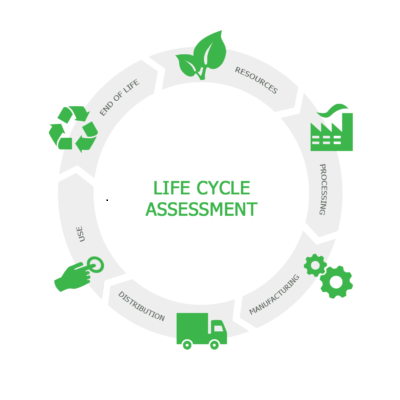 LIFE CYCLE
ASSESSMENT
RESOURCES
PROCESSING
MANUFACTURING
DISTRIBUTION
USE
END OF LIFE